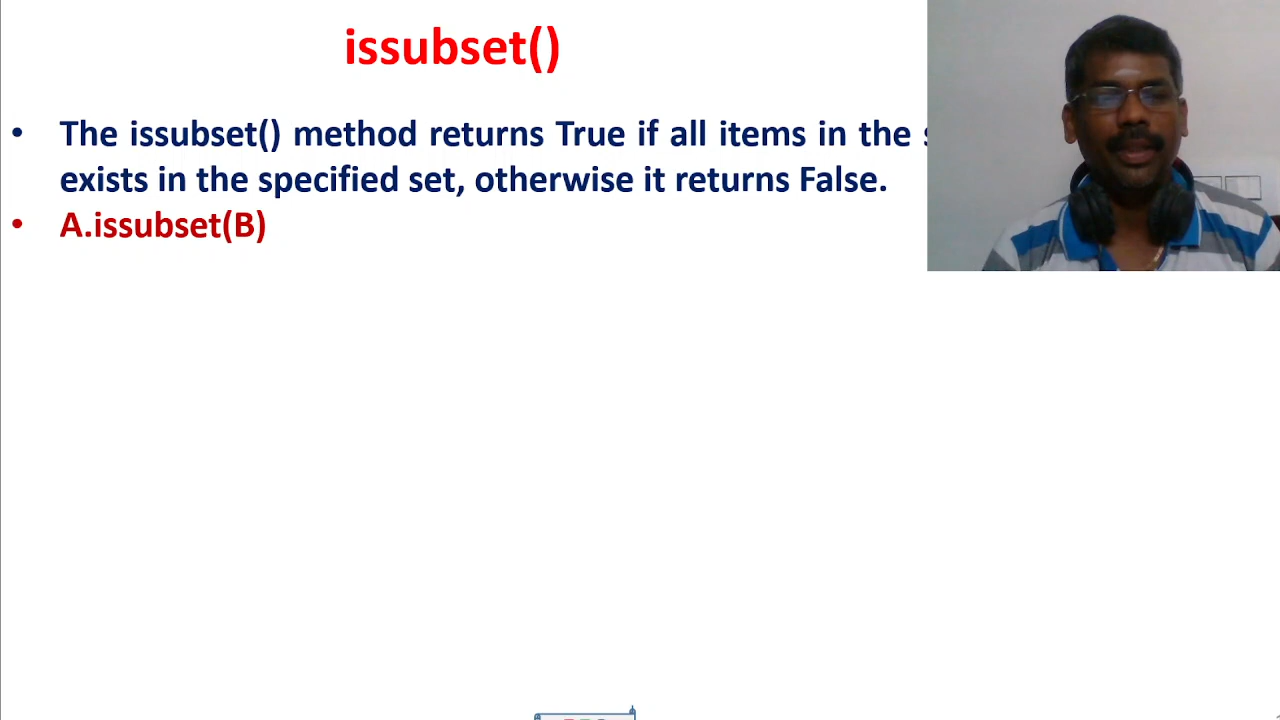 issubset()
• The issubset() method returns True if all items in the
exists in the specified set, otherwise it returns False.
• A.issubset(B)